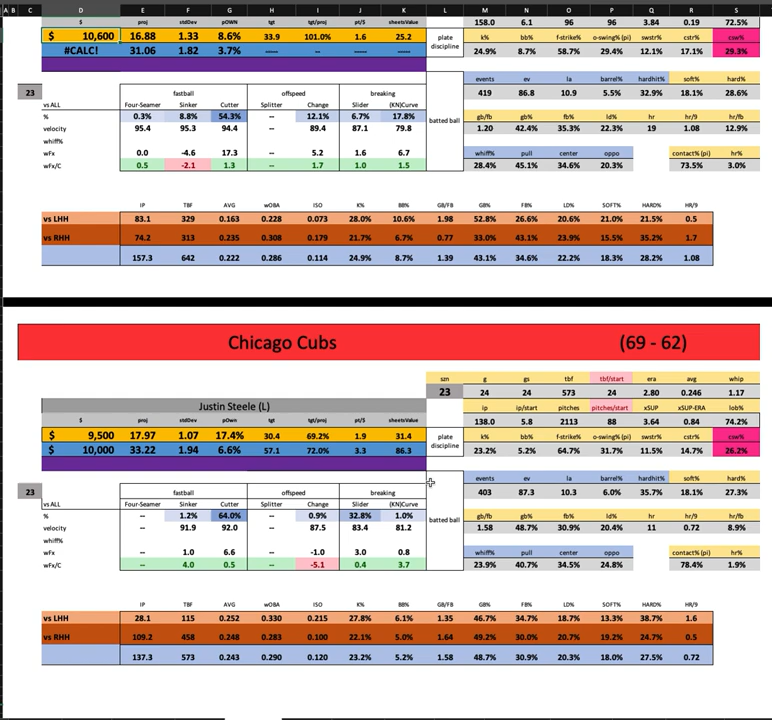 A B C D E F G H I J K L M N O P Q R S
$ proj stdDev pOWN tgt tgt/proj pt/$ sheetsValue 158.0 6.1 96 96 3.84 0.19 72.5%
$ 10,600 16.88 1.33 8.6% 33.9 101.0% 1.6 25.2 plate discipline k% bb% f-strike% o-swing% (pi) swstr% cstr% csw%
#CALC! 31.06 1.82 3.7% ----- ---- ---- ----- 24.9% 8.7% 58.7% 29.4% 12.1% 17.1% 29.3%
events ev la barrel% hardhit% soft% hard%
23 fastball offspeed breaking 419 86.8 10.9 5.5% 32.9% 18.1% 28.6%
vs ALL Four-Seamer Sinker Cutter Splitter Change Slider (KN)Curve
% 0.3% 8.8% 54.3% -- 12.1% 6.7% 17.8% batted ball gb/fb gb% fb% ld% hr hr/9 hr/fb
velocity 95.4 95.3 94.4 -- 89.4 87.1 79.8 1.20 42.4% 35.3% 22.3% 19 1.08 12.9%
whiff%
wFx 0.0 -4.6 17.3 -- 5.2 1.6 6.7 whiff% pull center oppo contact% (pi) hr%
wFx/C 0.5 -2.1 1.3 -- 1.7 1.0 1.5 28.4% 45.1% 34.6% 20.3% 73.5% 3.0%
IP TBF AVG wOBA ISO K% BB% GB/FB GB% FB% LD% SOFT% HARD% HR/9
vs LHH 83.1 329 0.163 0.228 0.073 28.0% 10.6% 1.98 52.8% 26.6% 20.6% 21.0% 21.5% 0.5
vs RHH 74.2 313 0.235 0.308 0.179 21.7% 6.7% 0.77 33.0% 43.1% 23.9% 15.5% 35.2% 1.7
157.3 642 0.222 0.286 0.114 24.9% 8.7% 1.39 43.1% 34.6% 22.2% 18.3% 28.2% 1.08
Chicago Cubs (69 - 62)
szn g gs tbf tbf/start era avg whip
23 24 24 573 24 2.80 0.246 1.17
Justin Steele (L) ip ip/start pitches pitches/start xSUP xSUP-ERA lob%
$ proj stdDev pOwn tgt tgt/proj pt/$ sheetsValue 138.0 5.8 2113 88 3.64 0.84 74.2%
$ 9,500 17.97 1.07 17.4% 30.4 69.2% 1.9 31.4 plate discipline k% bb% f-strike% o-swing% (pi) swstr% cstr% csw%
$ 10,000 33.22 1.94 6.6% 57.1 72.0% 3.3 86.3 23.2% 5.2% 64.7% 31.7% 11.5% 14.7% 26.2%
events ev la barrel% hardhit% soft% hard%
23 fastball offspeed breaking 403 87.3 10.3 6.0% 35.7% 18.1% 27.3%
vs ALL Four-Seamer Sinker Cutter Splitter Change Slider (KN)Curve
% -- 1.2% 64.0% -- 0.9% 32.8% 1.0% batted ball gb/fb gb% fb% ld% hr hr/9 hr/fb
velocity -- 91.9 92.0 -- 87.5 83.4 81.2 1.58 48.7% 30.9% 20.4% 11 0.72 8.9%
whiff%
wFx -- 1.0 6.6 -- -1.0 3.0 0.8 whiff% pull center oppo contact% (pi) hr%
wFx/C -- 4.0 0.5 -- -5.1 0.4 3.7 23.9% 40.7% 34.5% 24.8% 78.4% 1.9%
IP TBF AVG wOBA ISO K% BB% GB/FB GB% FB% LD% SOFT% HARD% HR/9
vs LHH 28.1 115 0.252 0.330 0.215 27.8% 6.1% 1.35 46.7% 34.7% 18.7% 13.3% 38.7% 1.6
vs RHH 109.2 458 0.248 0.283 0.100 22.1% 5.0% 1.64 49.2% 30.0% 20.7% 19.2% 24.7% 0.5
137.3 573 0.243 0.290 0.120 23.2% 5.2% 1.58 48.7% 30.9% 20.3% 18.0% 27.5% 0.72